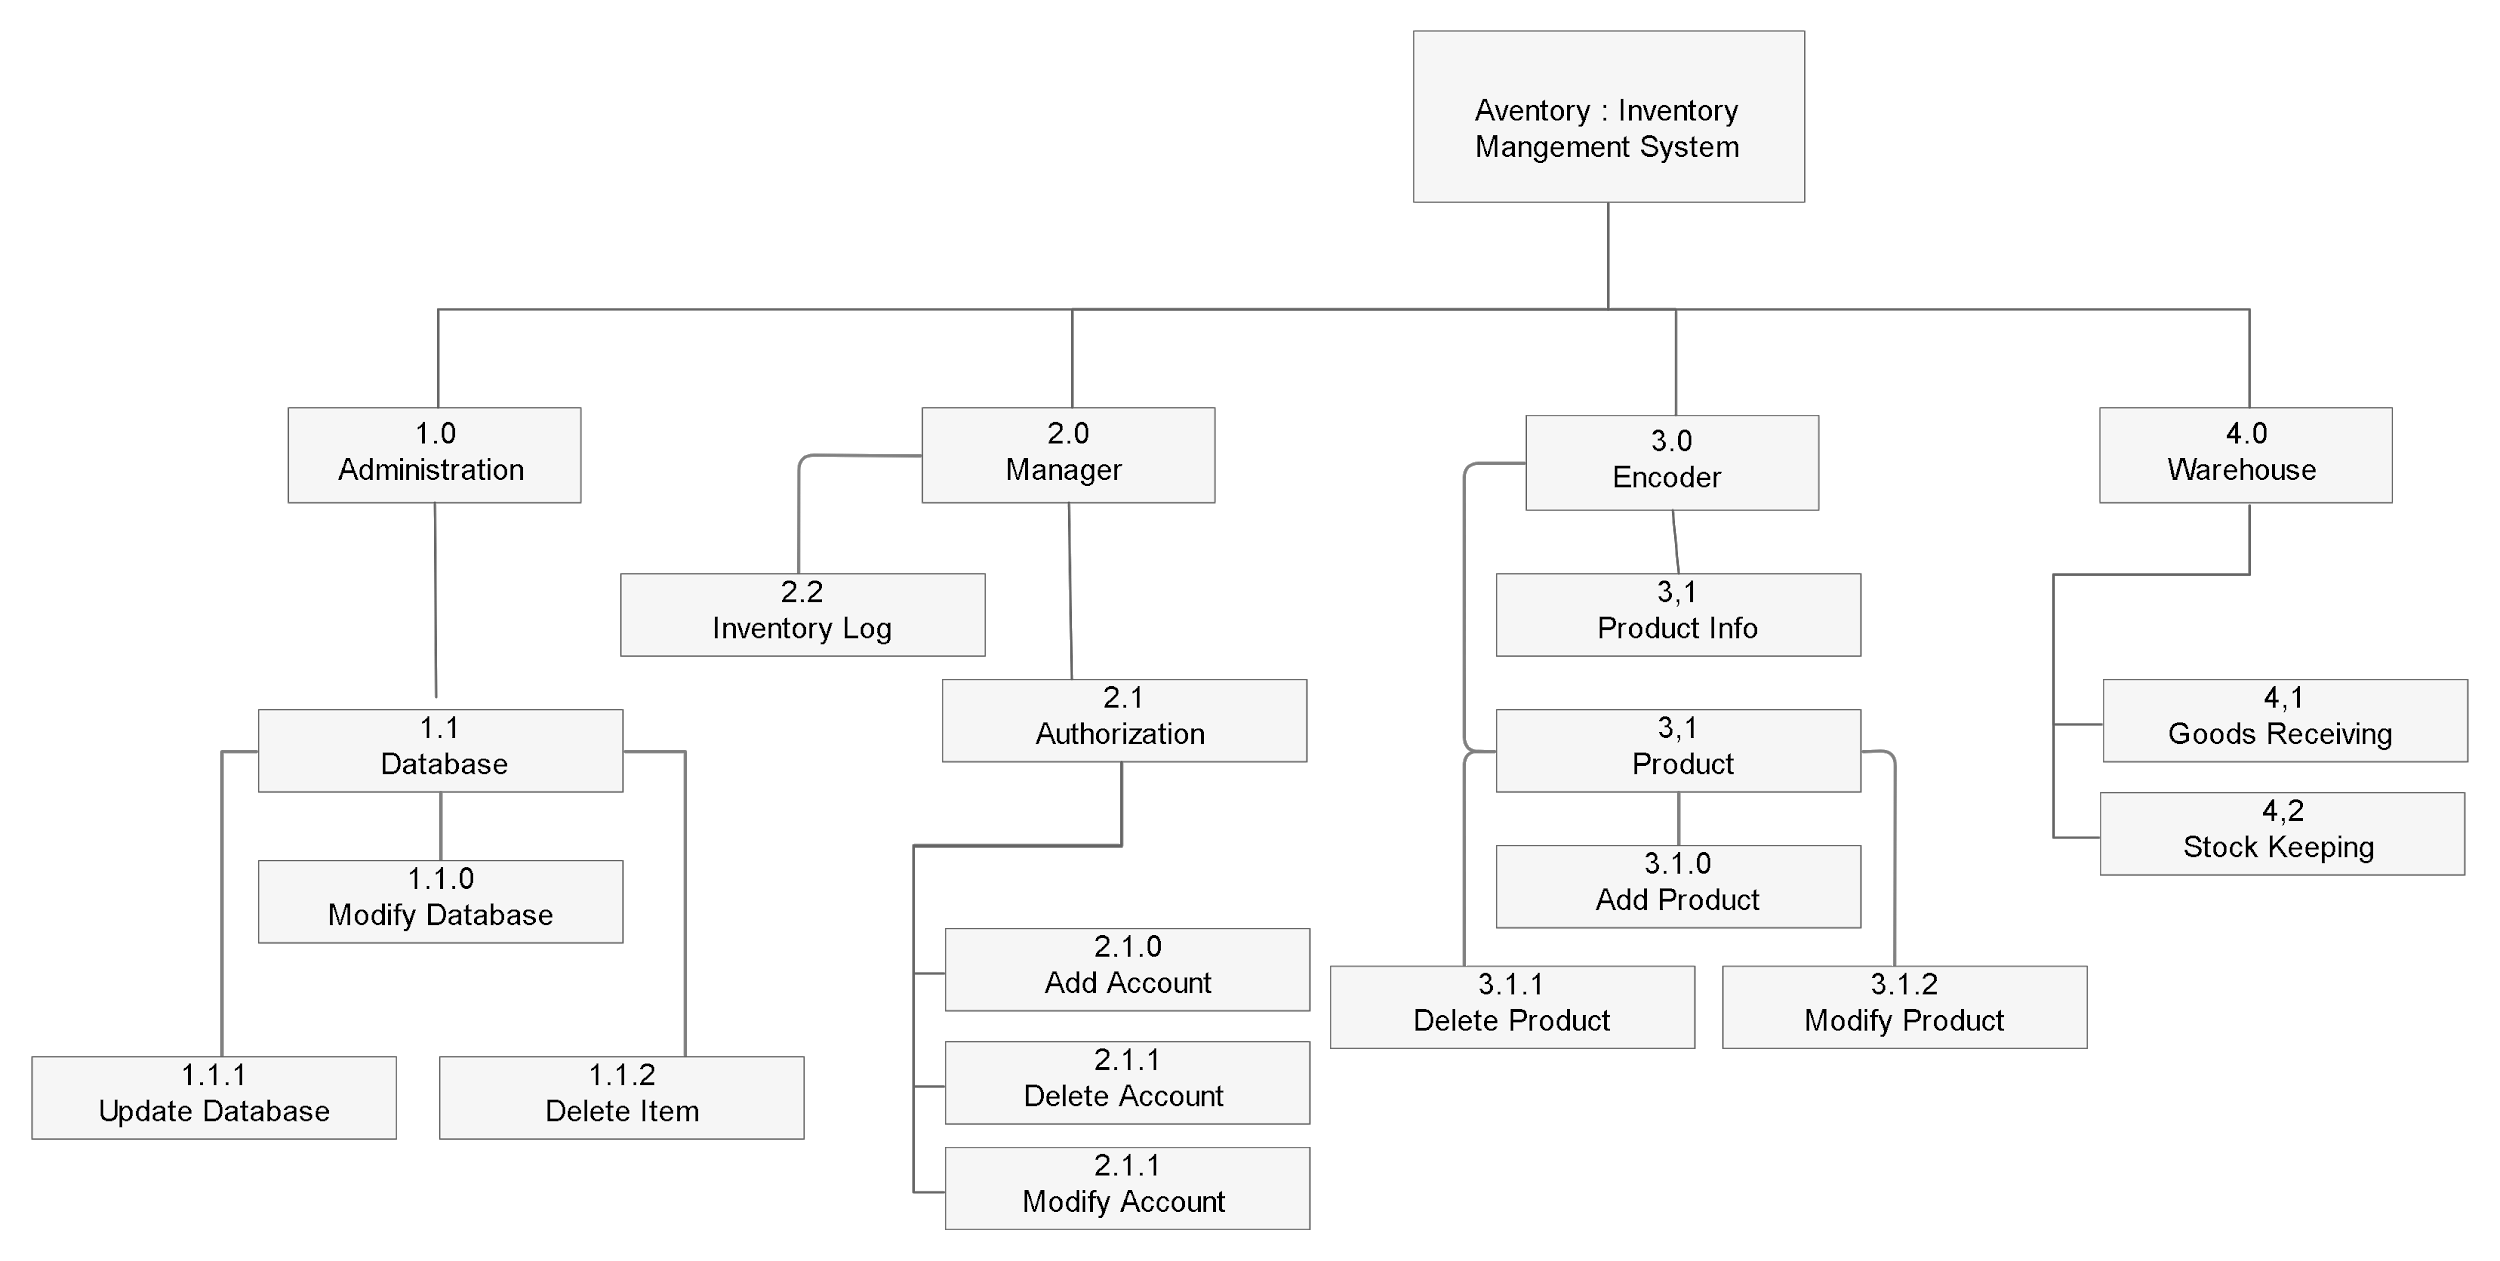 Aventory : Inventory
Mangement System
1.0
Administration
2.0
Manager
3.0
Encoder
4.0
Warehouse
2.2
Inventory Log
3,1
Product Info
2.1
Authorization
4,1
Goods Receiving
1.1
Database
3,1
Product
4,2
Stock Keeping
1.1.0
Modify Database
3.1.0
Add Product
2.1.0
Add Account
3.1.1
Delete Product
3.1.2
Modify Product
1.1.1
Update Database
1.1.2
Delete Item
2.1.1
Delete Account
2.1.1
Modify Account